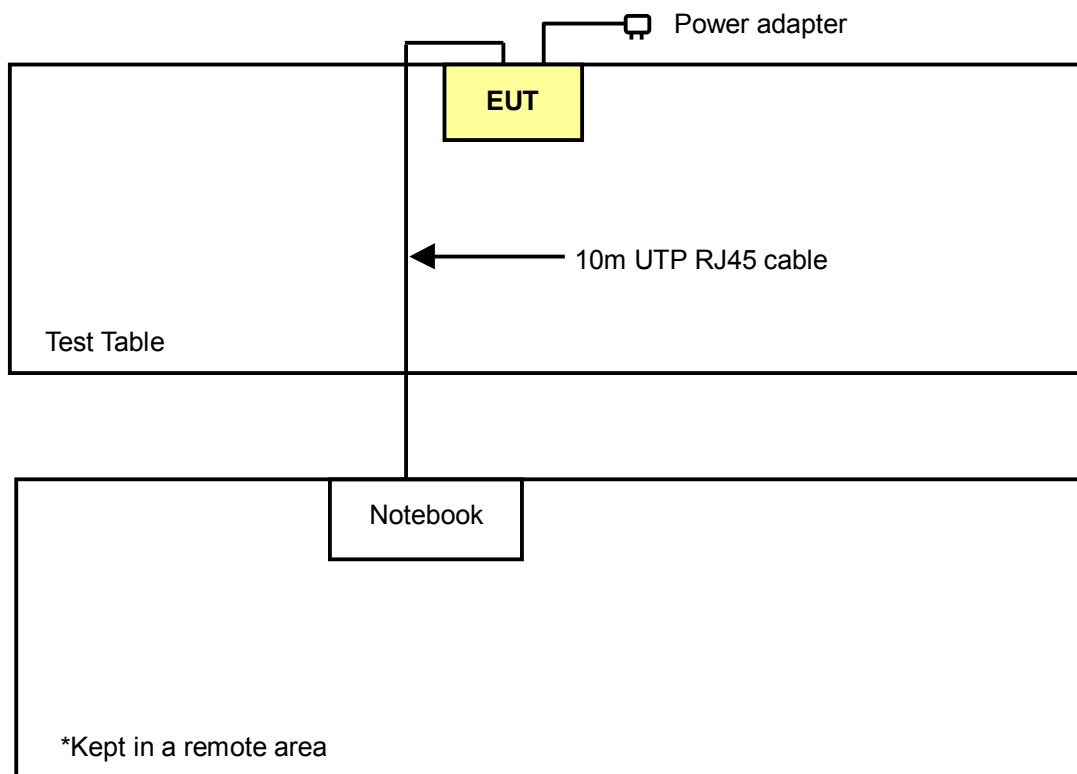 Power adapter
EUT
10m UTP RJ45 cable
Test Table
Notebook
*Kept in a remote area